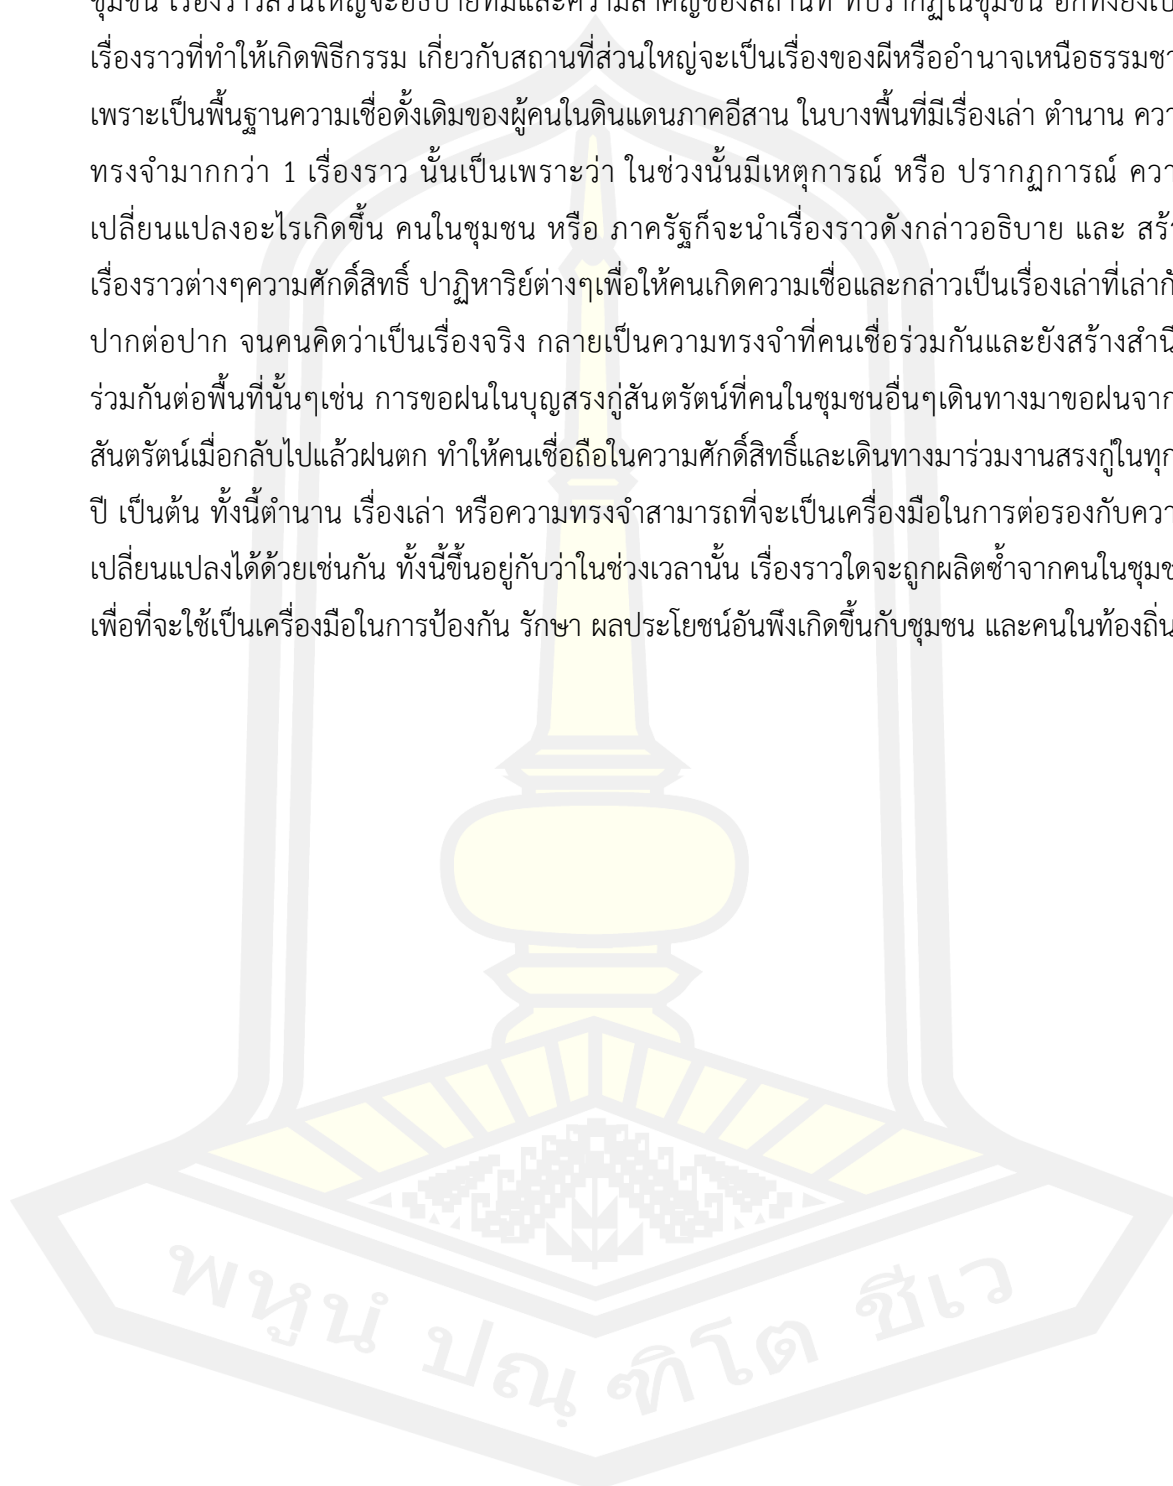 ชุมชน เรื่องราวส่วนใหญ่จะอธิบายที่มาและความสำคัญของสถานที่ ที่ปรากฏในชุมชน อีกทั้งยัง
เรื่องราวที่ทำให้เกิดพิธีกรรม เกี่ยวกับสถานที่ส่วนใหญ่จะเป็นเรื่องของผีหรืออำนาจเหนือธรรมชา
เพราะเป็นพื้นฐานความเชื่อดั้งเดิมของผู้คนในดินแดนภาคอีสาน ในบางพื้นที่มีเรื่องเล่า ตำนาน ควา
ทรงจำมากกว่า 1 เรื่องราว นั้นเป็นเพราะว่า ในช่วงนั้นมีเหตุการณ์ หรือ ปรากฏการณ์ ควา
เปลี่ยนแปลงอะไรเกิดขึ้น คนในชุมชน หรือ ภาครัฐก็จะนำเรื่องราวดังกล่าวอธิบาย และ สร้า
เรื่องราวต่างๆความศักดิ์สิทธิ์ ปาฏิหาริย์ต่างๆเพื่อให้คนเกิดความเชื่อและกล่าวเป็นเรื่องเล่าที่เล่ากั
ปากต่อปาก จนคนคิดว่าเป็นเรื่องจริง กลายเป็นความทรงจำที่คนเชื่อร่วมกันและยังสร้างสำนึ
ร่วมกันต่อพื้นที่นั้นๆเช่น การขอฝนในบุญสรงกู่สันตรัตน์ที่คนในชุมชนอื่นๆเดินทางมาขอฝนจาก
สันตรัตน์เมื่อกลับไปแล้วฝนตก ทำให้คนเชื่อถือในความศักดิ์สิทธิ์และเดินทางมาร่วมงานสรงกู่ในทุก
ปี เป็นต้น ทั้งนี้ตำนาน เรื่องเล่า หรือความทรงจำสามารถที่จะเป็นเครื่องมือในการต่อรองกับควา
เปลี่ยนแปลงได้ด้วยเช่นกัน ทั้งนี้ขึ้นอยู่กับว่าในช่วงเวลานั้น เรื่องราวใดจะถูกผลิตซ้ำจากคนในชุมช
เพื่อที่จะใช้เป็นเครื่องมือในการป้องกัน รักษา ผลประโยชน์อันพึงเกิดขึ้นกับชุมชน และคนในท้องถิ่น
พหูนํ ปณฺฑิโต ชีเว